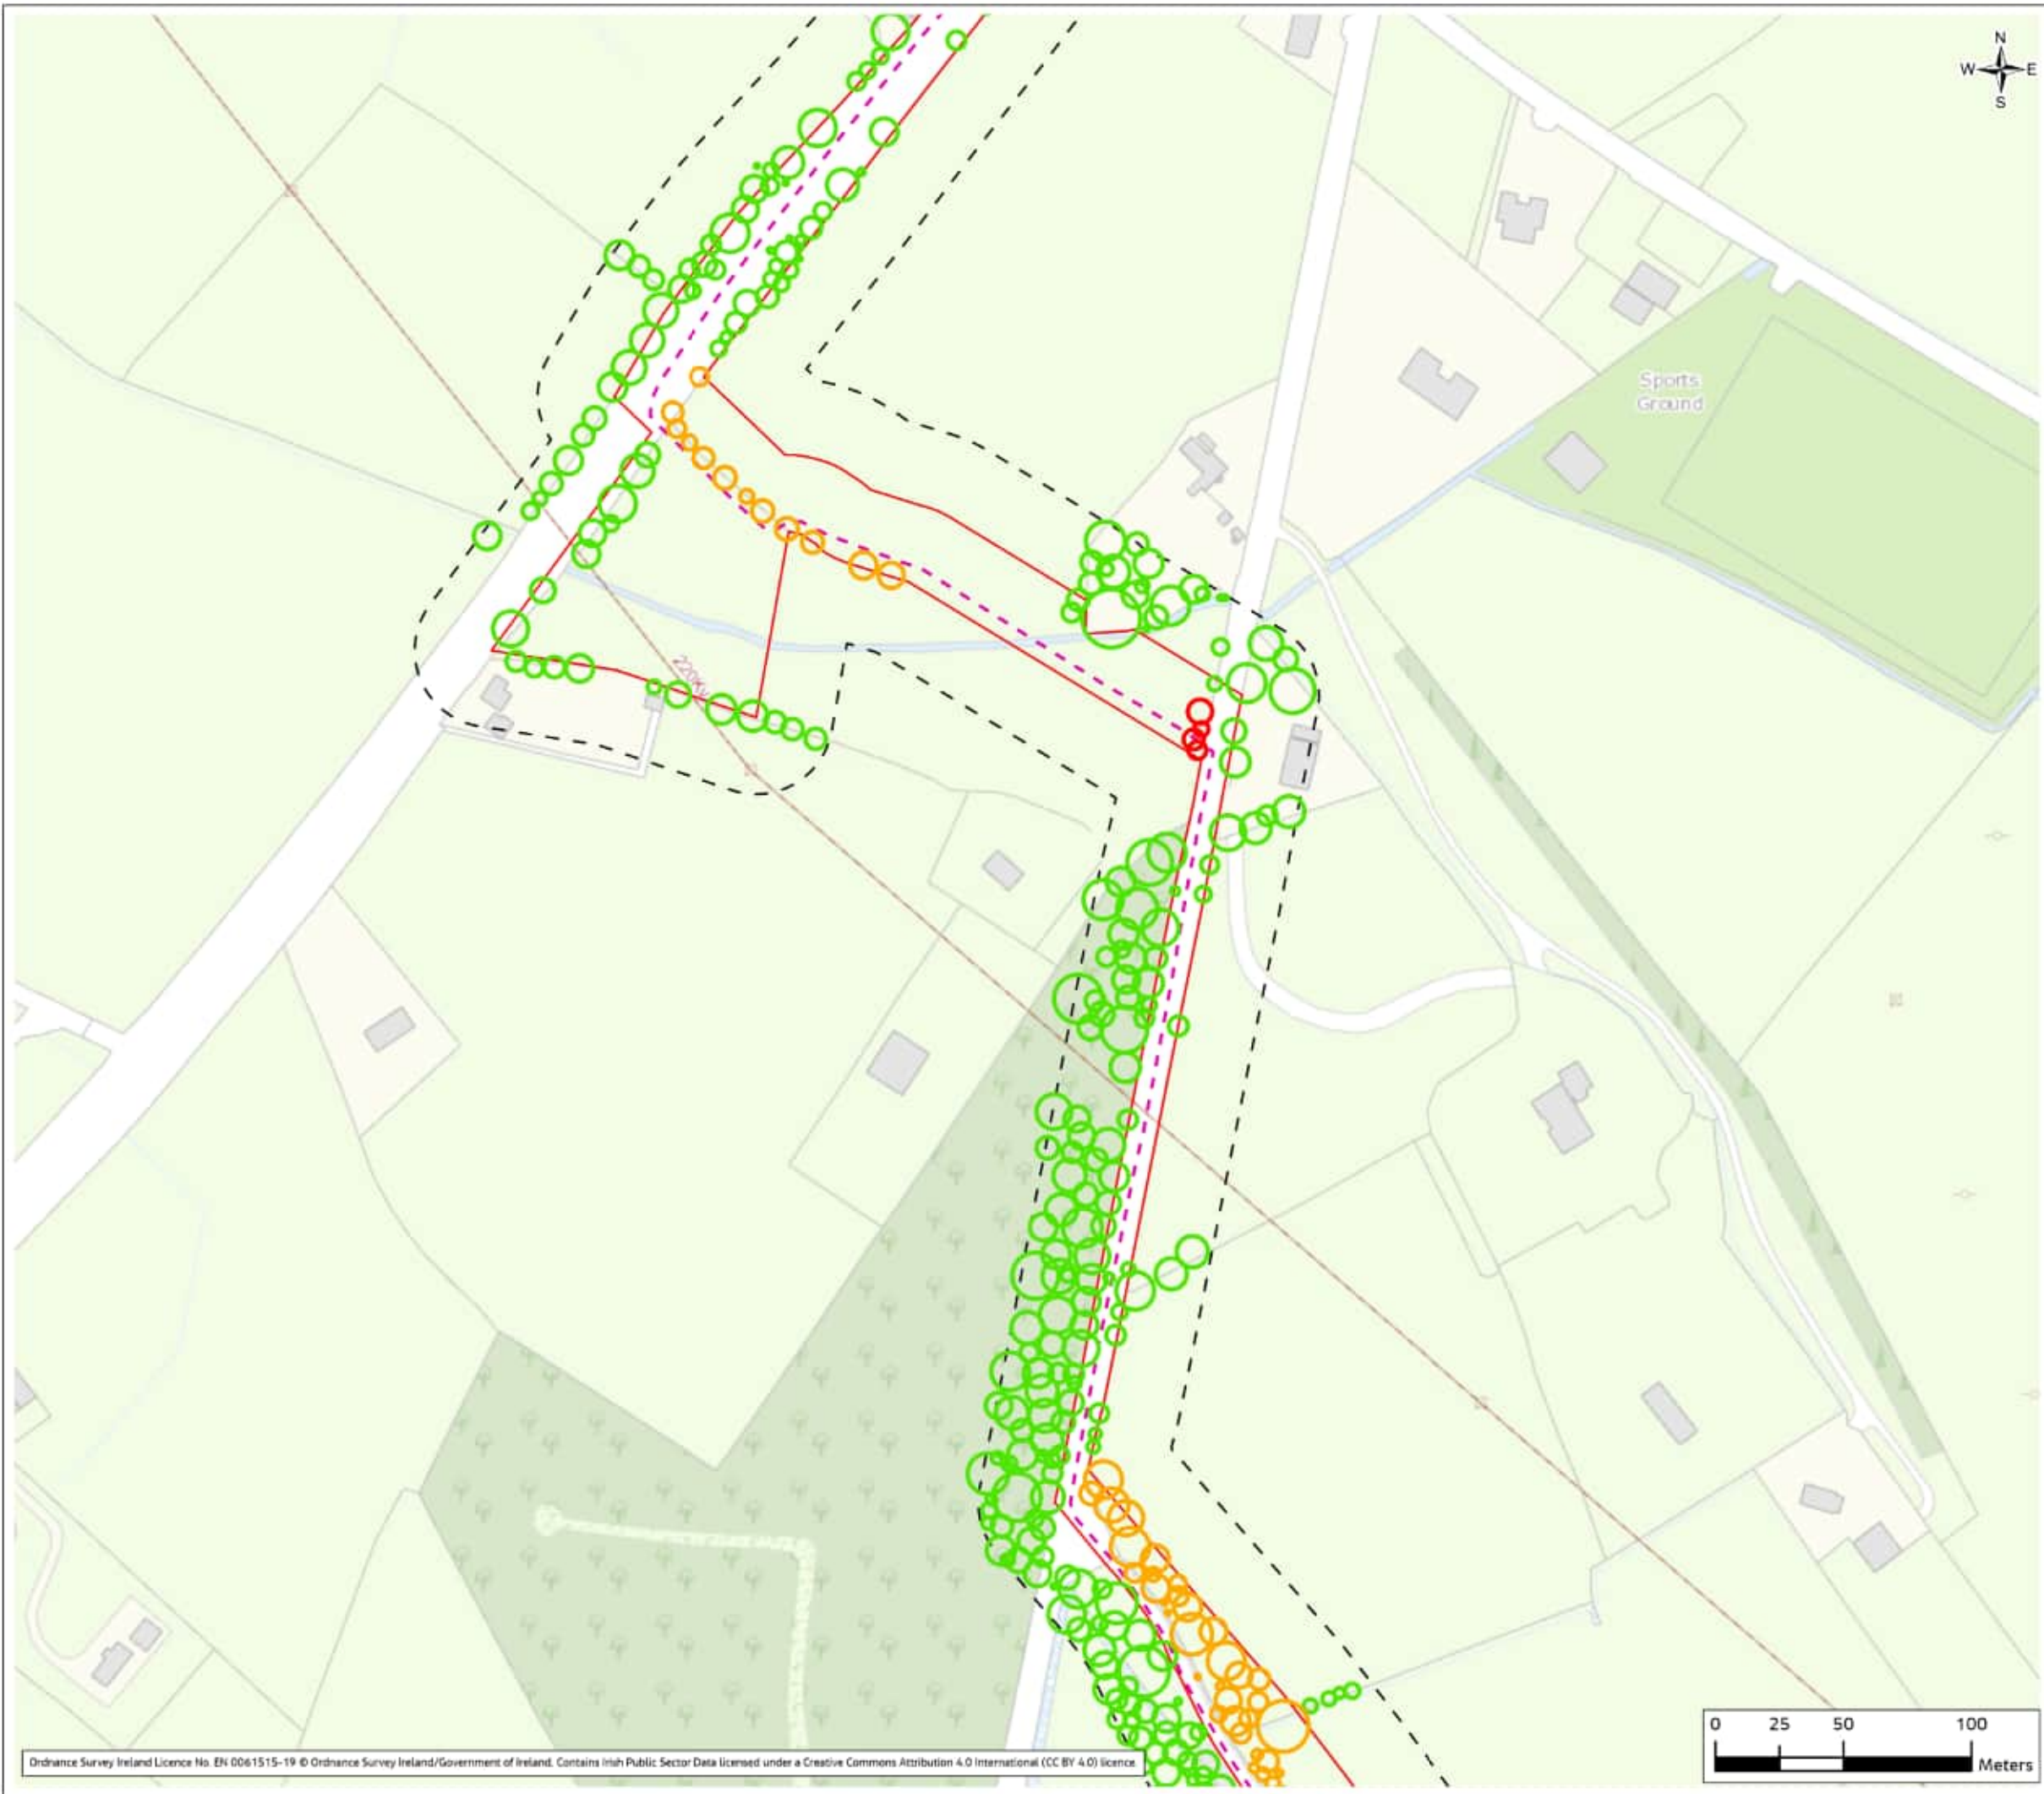 N
W E
S
Sports
Ground
220Kv
0 25 50 100
Meters
Ordnance Survey Ireland Licence No. EN 0061515-19 © Ordnance Survey Ireland/Government of Ireland. Contains Irish Public Sector Data licensed under a Creative Commons Attribution 4.0 International (CC BY 4.0) licence.